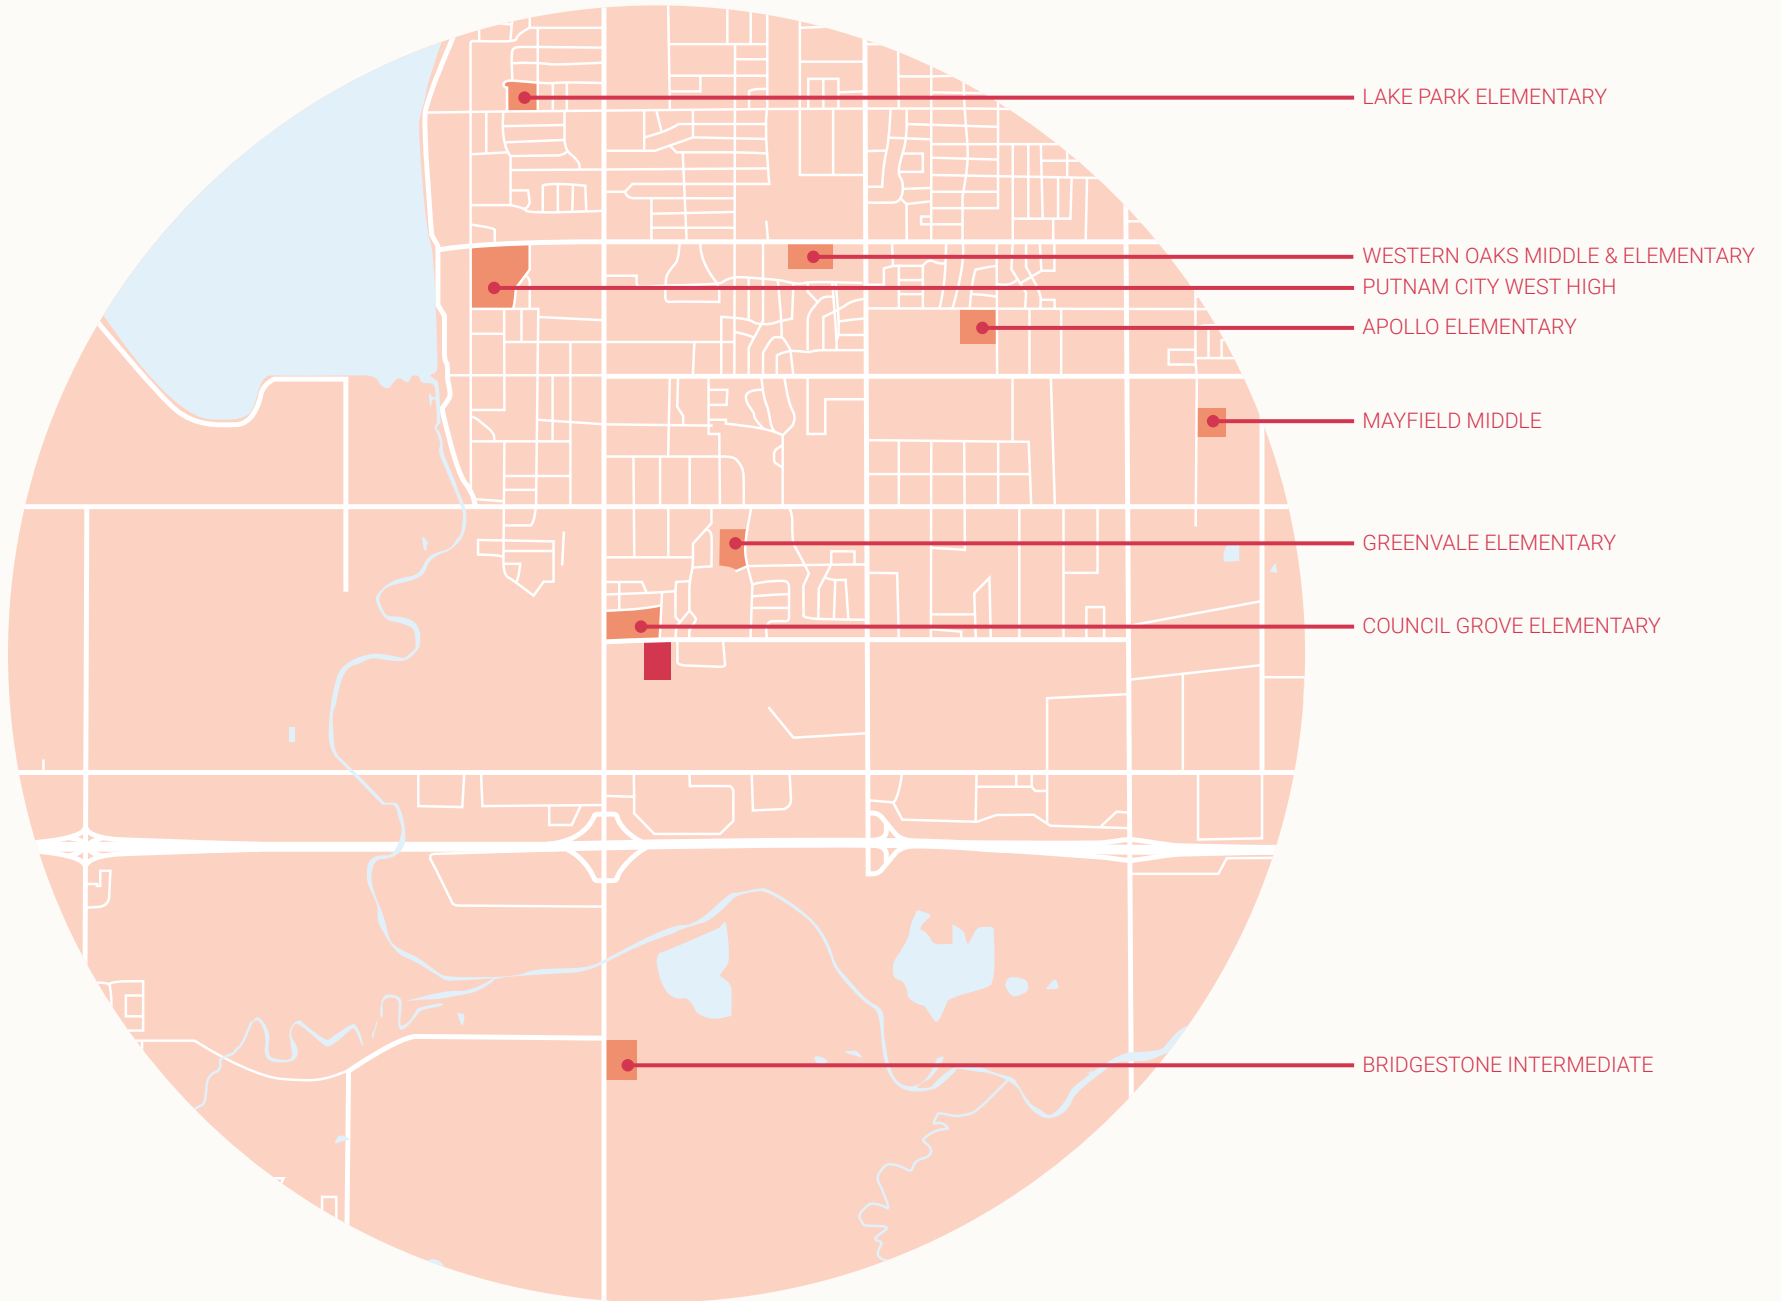 LAKE PARK ELEMENTARY
WESTERN OAKS MIDDLE & ELEMENTARY
PUTNAM CITY WEST HIGH
APOLLO ELEMENTARY
MAYFIELD MIDDLE
GREENVALE ELEMENTARY
COUNCIL GROVE ELEMENTARY
BRIDGESTONE INTERMEDIATE